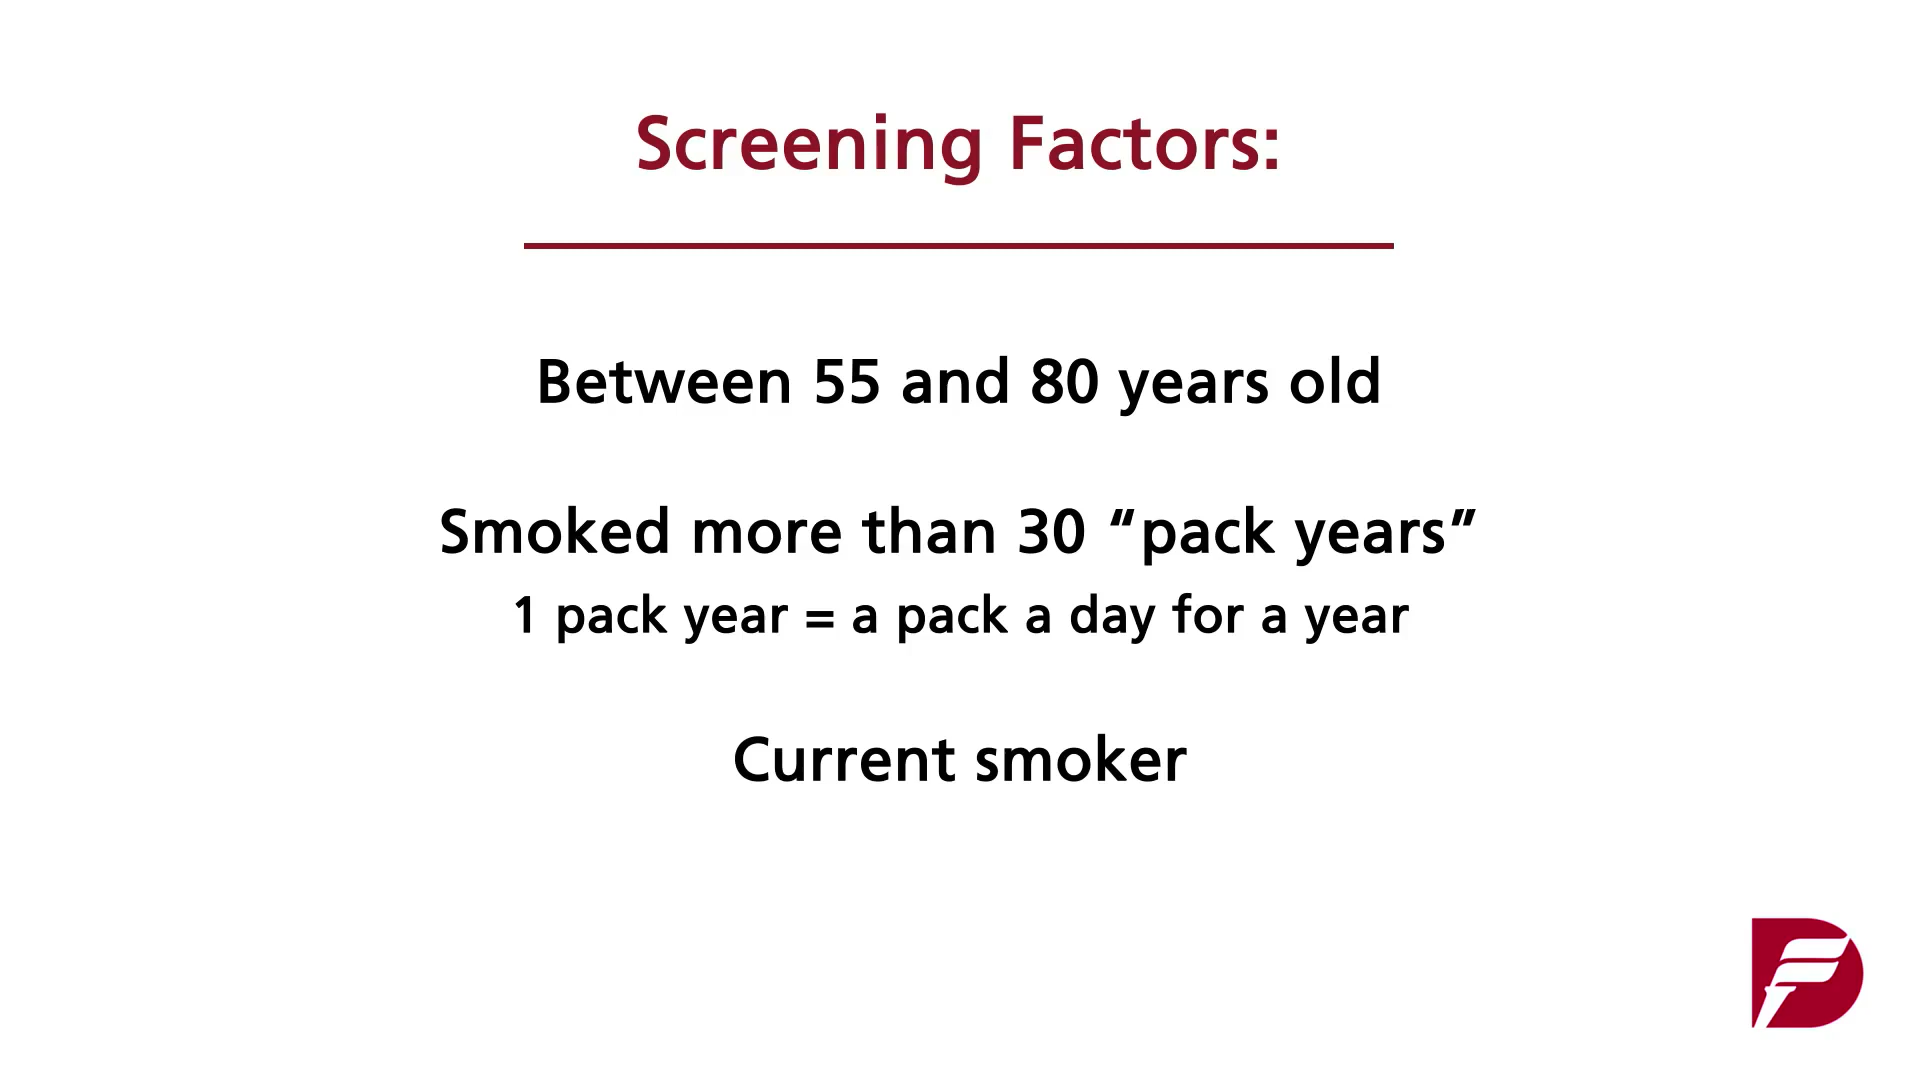 Screening Factors:
Between 55 and 80 years old
Smoked more than 30 “pack years”
1 pack year = a pack a day for a year
Current smoker